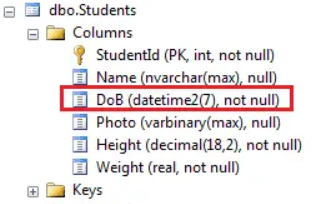 dbo.Students
Columns
StudentId (PK, int, not null)
Name (nvarchar(max), null)
DoB (datetime2(7), not null)
Photo (varbinary(max), null)
Height (decimal(18,2), not null)
Weight (real, not null)
Keys